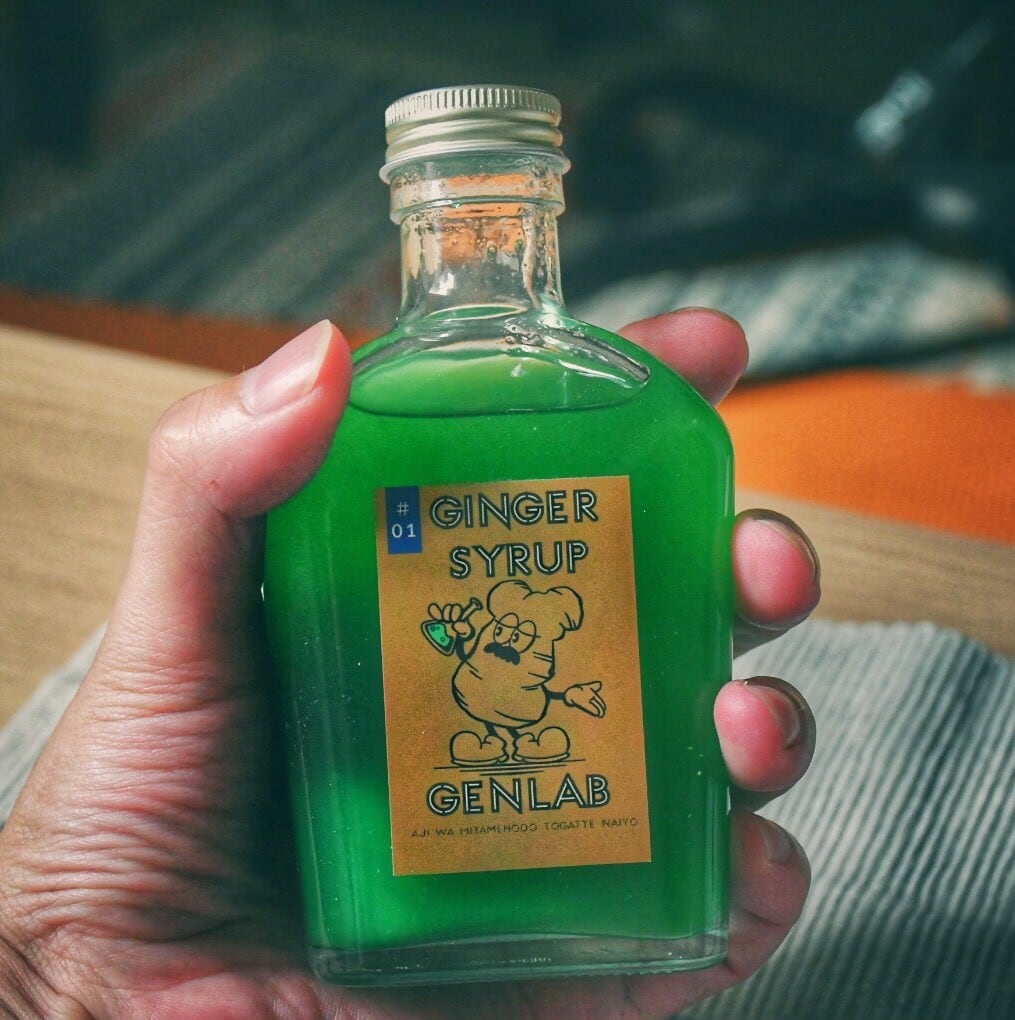 #
01
GINGER
SYRUP
GENLAB
AJI WA MITAMEHODO TOGATTE NAIYO